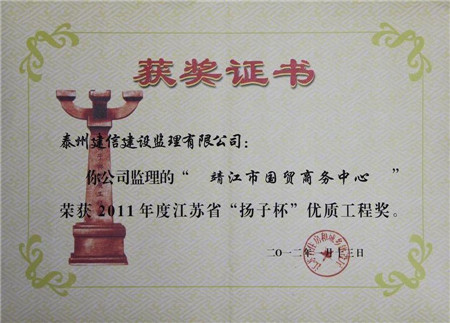 获奖证书
泰州建信建设监理有限公司：
你公司监理的“ 靖江市国贸商务中心 ”
荣获2011年度江苏省“扬子杯”优质工程奖。
二〇一二年一月十三日